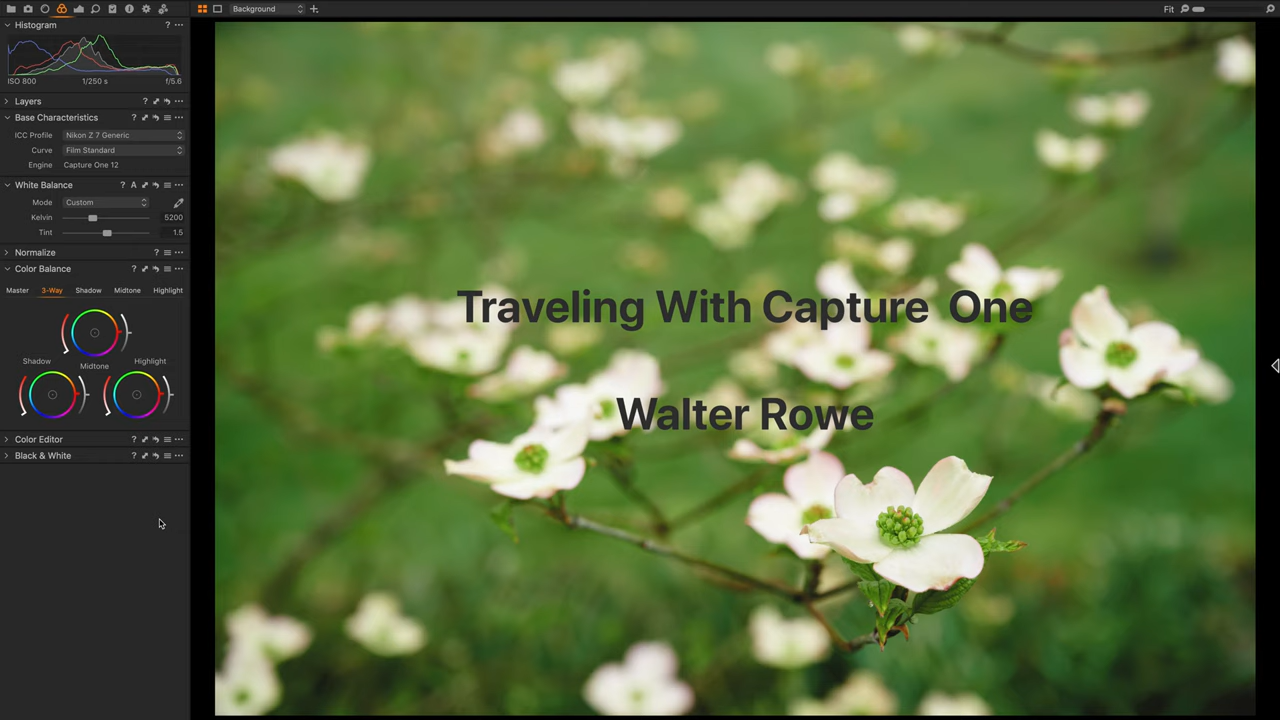 Background
Fit
Histogram
ISO 800 1/250 s f/5.6
Layers
Base Characteristics
ICC Profile Nikon Z 7 Generic
Curve Film Standard
Engine Capture One 12
White Balance
Mode Custom
Kelvin 5200
Tint 1.5
Normalize
Color Balance
Master 3-Way Shadow Midtone Highlight
Shadow Midtone Highlight
Color Editor
Black & White
Traveling With Capture One
Walter Rowe